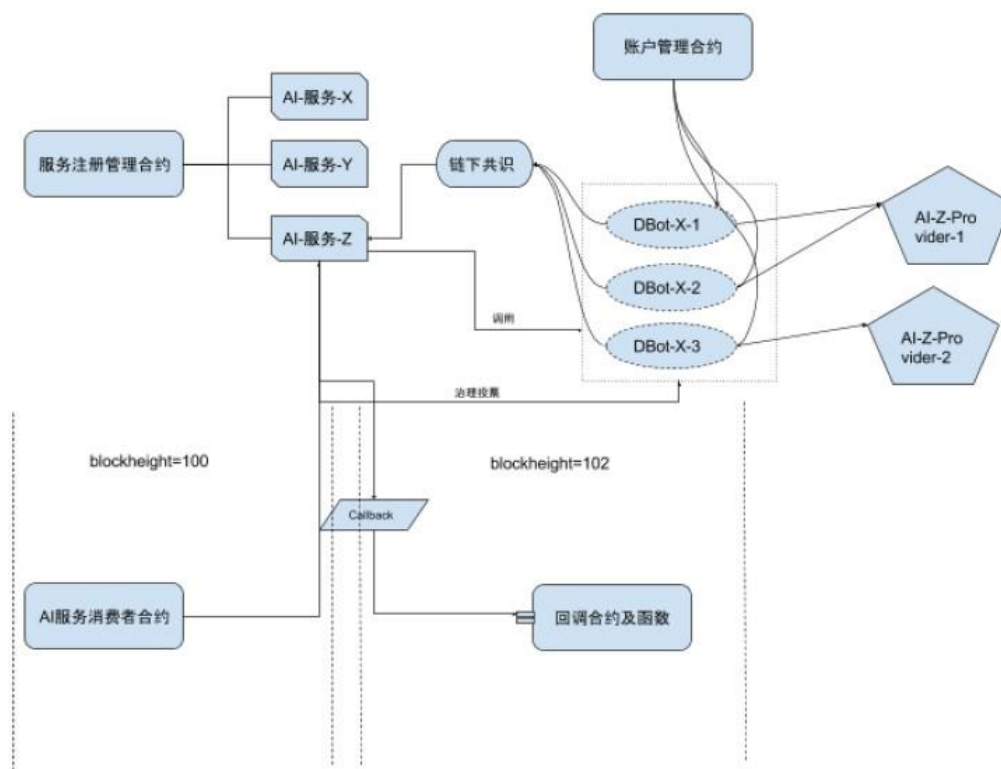 账户管理合约
AI-服务-X
服务注册管理合约
AI-服务-Y
链下共识
AI-服务-Z
DBot-X-1
AI-Z-Pro
vider-1
DBot-X-2
调用
DBot-X-3
AI-Z-Pro
vider-2
治理投票
blockheight=100
blockheight=102
Callback
AI服务消费者合约
回调合约及函数